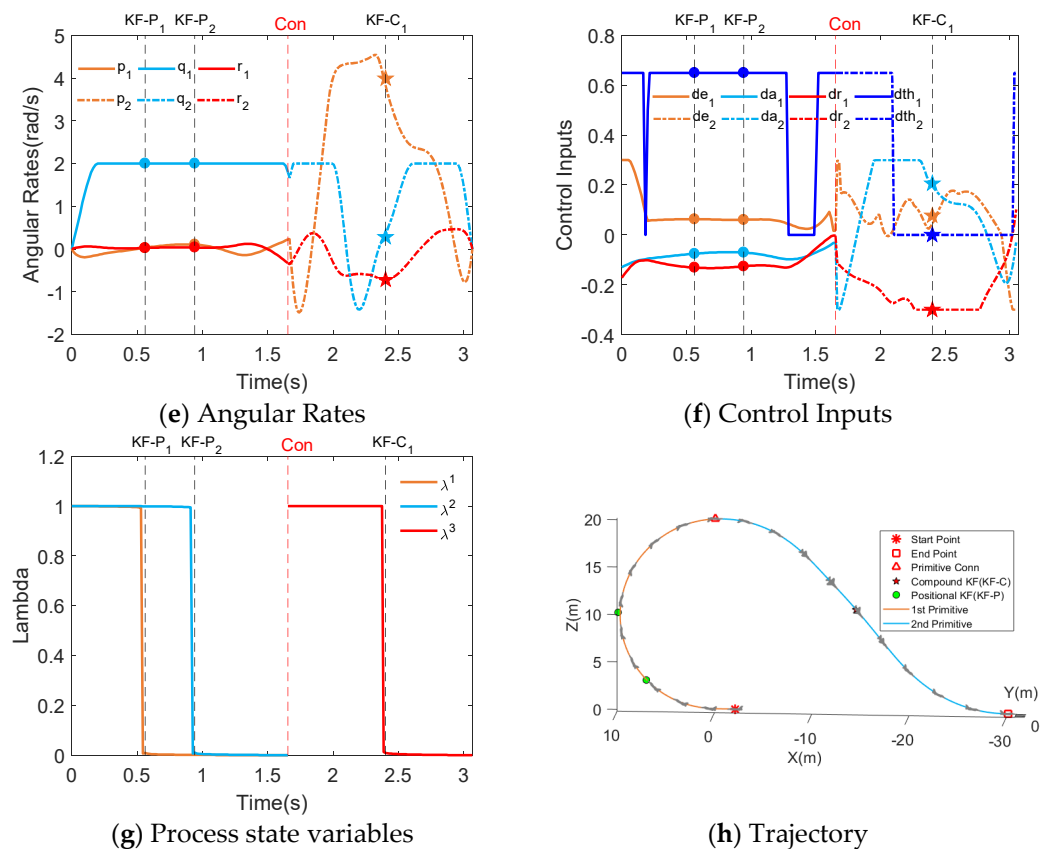 KF-P1 KF-P2 Con KF-C1
5
4
3
2
1
0
-1
-2
Angular Rates(rad/s)
p1 q1 r1
p2 q2 r2
0 0.5 1 1.5 2 2.5 3
Time(s)
(e) Angular Rates
KF-P1 KF-P2 Con KF-C1
0.8
0.6
0.4
0.2
0
-0.2
-0.4
Control Inputs
de1 da1 dr1 dth1
de2 da2 dr2 dth2
0 0.5 1 1.5 2 2.5 3
Time(s)
(f) Control Inputs
KF-P1 KF-P2 Con KF-C1
1.2
1
0.8
0.6
0.4
0.2
0
Lambda
λ1
λ2
λ3
0 0.5 1 1.5 2 2.5 3
Time(s)
(g) Process state variables
20
15
10
5
0
Z(m)
Start Point
End Point
Primitive Conn
Compound KF(KF-C)
Positional KF(KF-P)
1st Primitive
2nd Primitive
Y(m)
0
10 0 -10 -20 -30
X(m)
(h) Trajectory